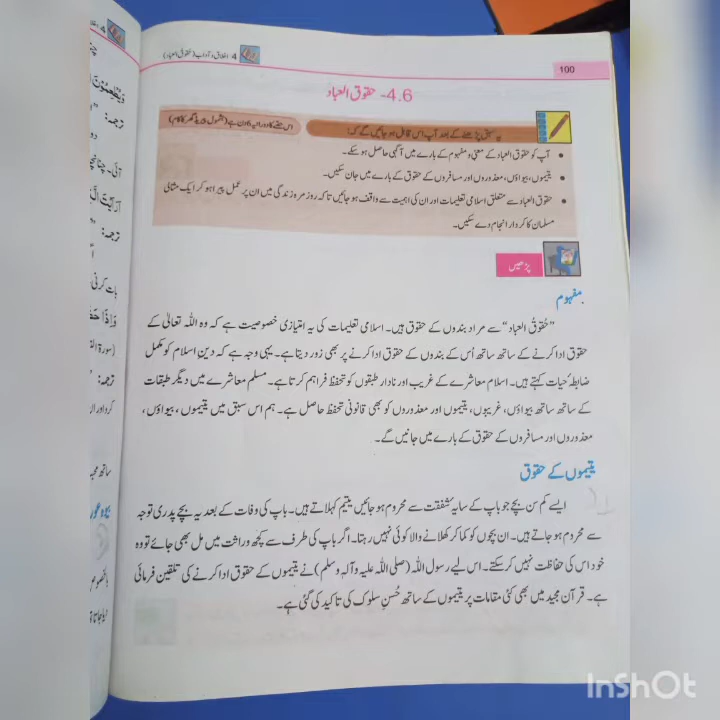 100
4 اخلاق و آداب (حقوق العباد)
4.6- حقوق العباد
یہ سبق پڑھنے کے بعد آپ اس قابل ہو جائیں گے کہ:
آپ کو حقوق العباد کے معنی و مفہوم کے بارے میں آگہی حاصل ہو سکے۔
یتیموں، بیواؤں، معذوروں اور مسافروں کے حقوق کے بارے میں جان سکیں۔
حقوق العباد سے متعلق اسلامی تعلیمات اور ان کی اہمیت سے واقف ہو جائیں تاکہ روز مرہ زندگی میں ان پر عمل پیرا ہو کر ایک مثالی
مسلمان کا کردار انجام دے سکیں۔
پڑھیں
مفہوم
”حُقوقُ العباد“ سے مراد بندوں کے حقوق ہیں۔ اسلامی تعلیمات کی یہ امتیازی خصوصیت ہے کہ وہ اللہ تعالیٰ کے
حقوق ادا کرنے کے ساتھ ساتھ اُس کے بندوں کے حقوق ادا کرنے پر بھی زور دیتا ہے۔ یہی وجہ ہے کہ دینِ اسلام کو مکمل
ضابطۂ حیات کہتے ہیں۔ اسلام معاشرے کے غریب اور نادار طبقوں کو تحفظ فراہم کرتا ہے۔ مسلم معاشرے میں دیگر طبقات
کے ساتھ ساتھ بیواؤں، غریبوں، یتیموں اور معذوروں کو بھی قانونی تحفظ حاصل ہے۔ ہم اس سبق میں یتیموں، بیواؤں،
معذوروں اور مسافروں کے حقوق کے بارے میں جانیں گے۔
یتیموں کے حقوق
ایسے کم سن بچے جو باپ کے سایۂ شفقت سے محروم ہو جائیں یتیم کہلاتے ہیں۔ باپ کی وفات کے بعد یہ بچے پدری توجہ
سے محروم ہو جاتے ہیں۔ ان بچوں کو کما کر کھلانے والا کوئی نہیں رہتا۔ اگر باپ کی طرف سے کچھ وراثت میں مل بھی جائے تو وہ
خود اس کی حفاظت نہیں کر سکتے۔ اس لیے رسول اللہ (صلی اللہ علیہ وآلہٖ وسلم) نے یتیموں کے حقوق ادا کرنے کی تلقین فرمائی
ہے۔ قرآن مجید میں بھی کئی مقامات پر یتیموں کے ساتھ حُسنِ سلوک کی تاکید کی گئی ہے۔
InShOt